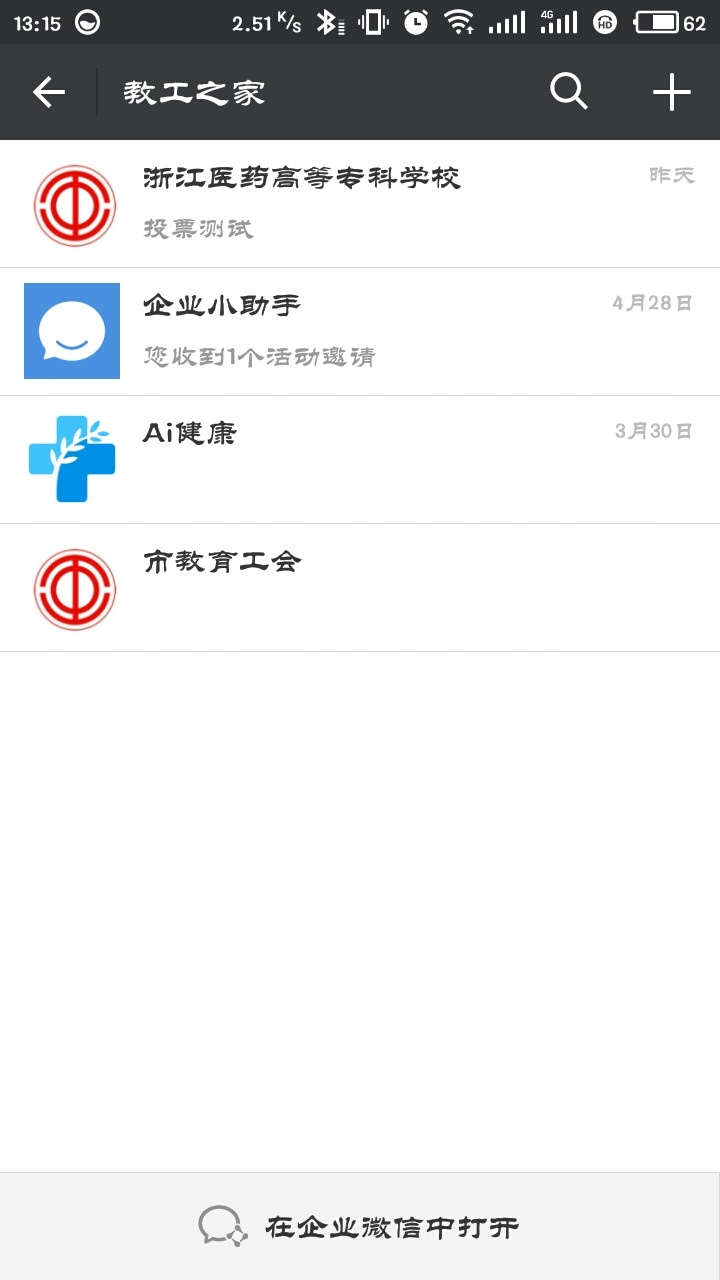 13:15 2.51 K/s 4G HD 62
教工之家
浙江医药高等专科学校 昨天
投票测试
企业小助手 4月28日
您收到1个活动邀请
Ai健康 3月30日
市教育工会
在企业微信中打开